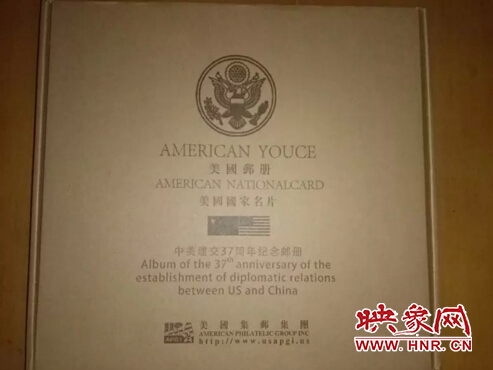 AMERICAN YOUCE
美國郵册
AMERICAN NATIONALCARD
美國國家名片
中美建交37周年纪念邮册
Album of the 37th anniversary of the
establishment of diplomatic relations
between US and China
USA
美國集郵集團
AMERICAN PHILATELIC GROUP INC
http://www.usapgi.us
映象网
WWW.HNR.CN